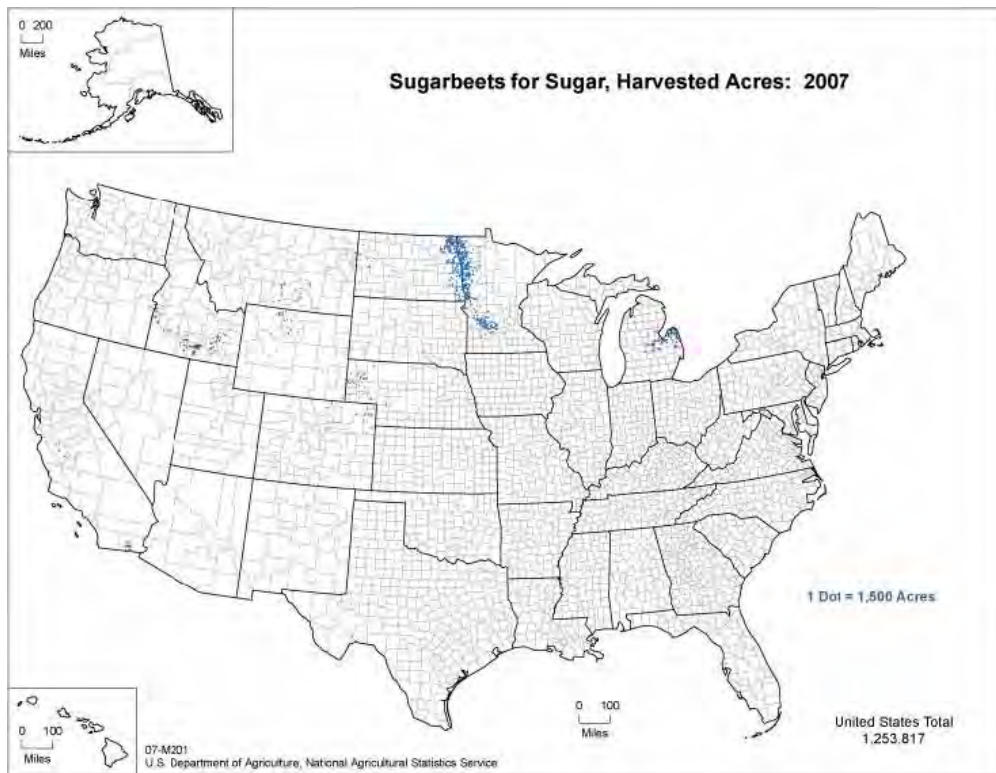 0 200
Miles
Sugarbeets for Sugar, Harvested Acres: 2007
1 Dot = 1,500 Acres
0 100
Miles
0 100
Miles
United States Total
1,253,817
07-M201
U.S. Department of Agriculture, National Agricultural Statistics Service